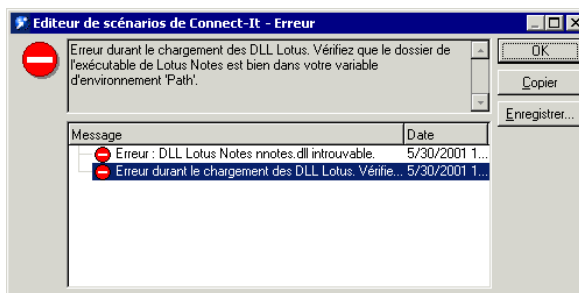 Editeur de scénarios de Connect-It - Erreur
Erreur durant le chargement des DLL Lotus. Vérifiez que le dossier de
l'exécutable de Lotus Notes est bien dans votre variable
d'environnement 'Path'.
OK
Copier
Enregistrer...
Message Date
Erreur : DLL Lotus Notes nnotes.dll introuvable. 5/30/2001 1...
Erreur durant le chargement des DLL Lotus. Vérifie... 5/30/2001 1...